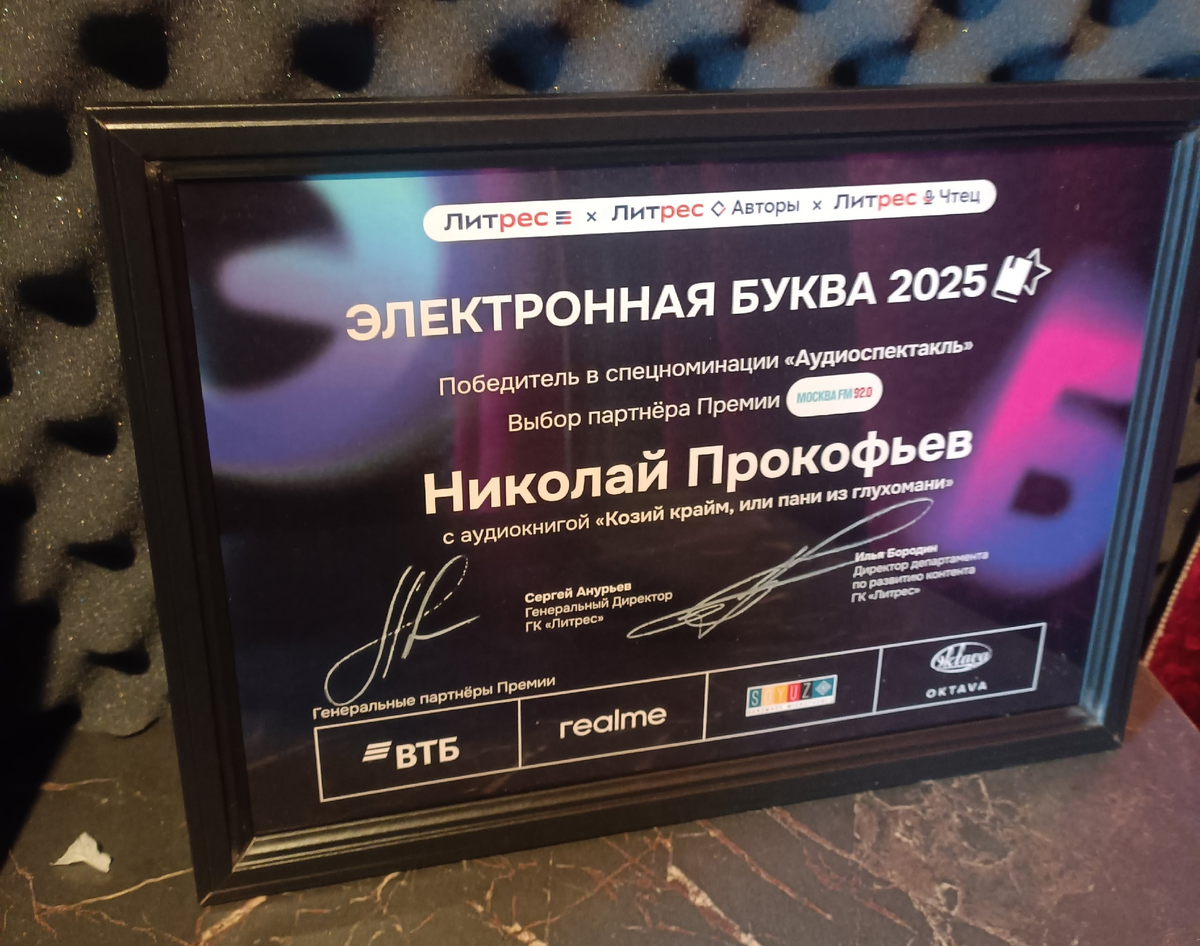 Литрес × Литрес Авторы × Литрес Чтец
ЭЛЕКТРОННАЯ БУКВА 2025
Победитель в спецноминации «Аудиоспектакль»
Выбор партнёра Премии МОСКВА FM 92.0
Николай Прокофьев
с аудиокнигой «Козий крайм, или пани из глухомани»
Сергей Анурьев
Генеральный Директор
ГК «Литрес»
Илья Бородин
Директор департамента
по развитию контента
ГК «Литрес»
Генеральные партнёры Премии
ВТБ
realme
SOYUZ
Oktava
OKTAVA